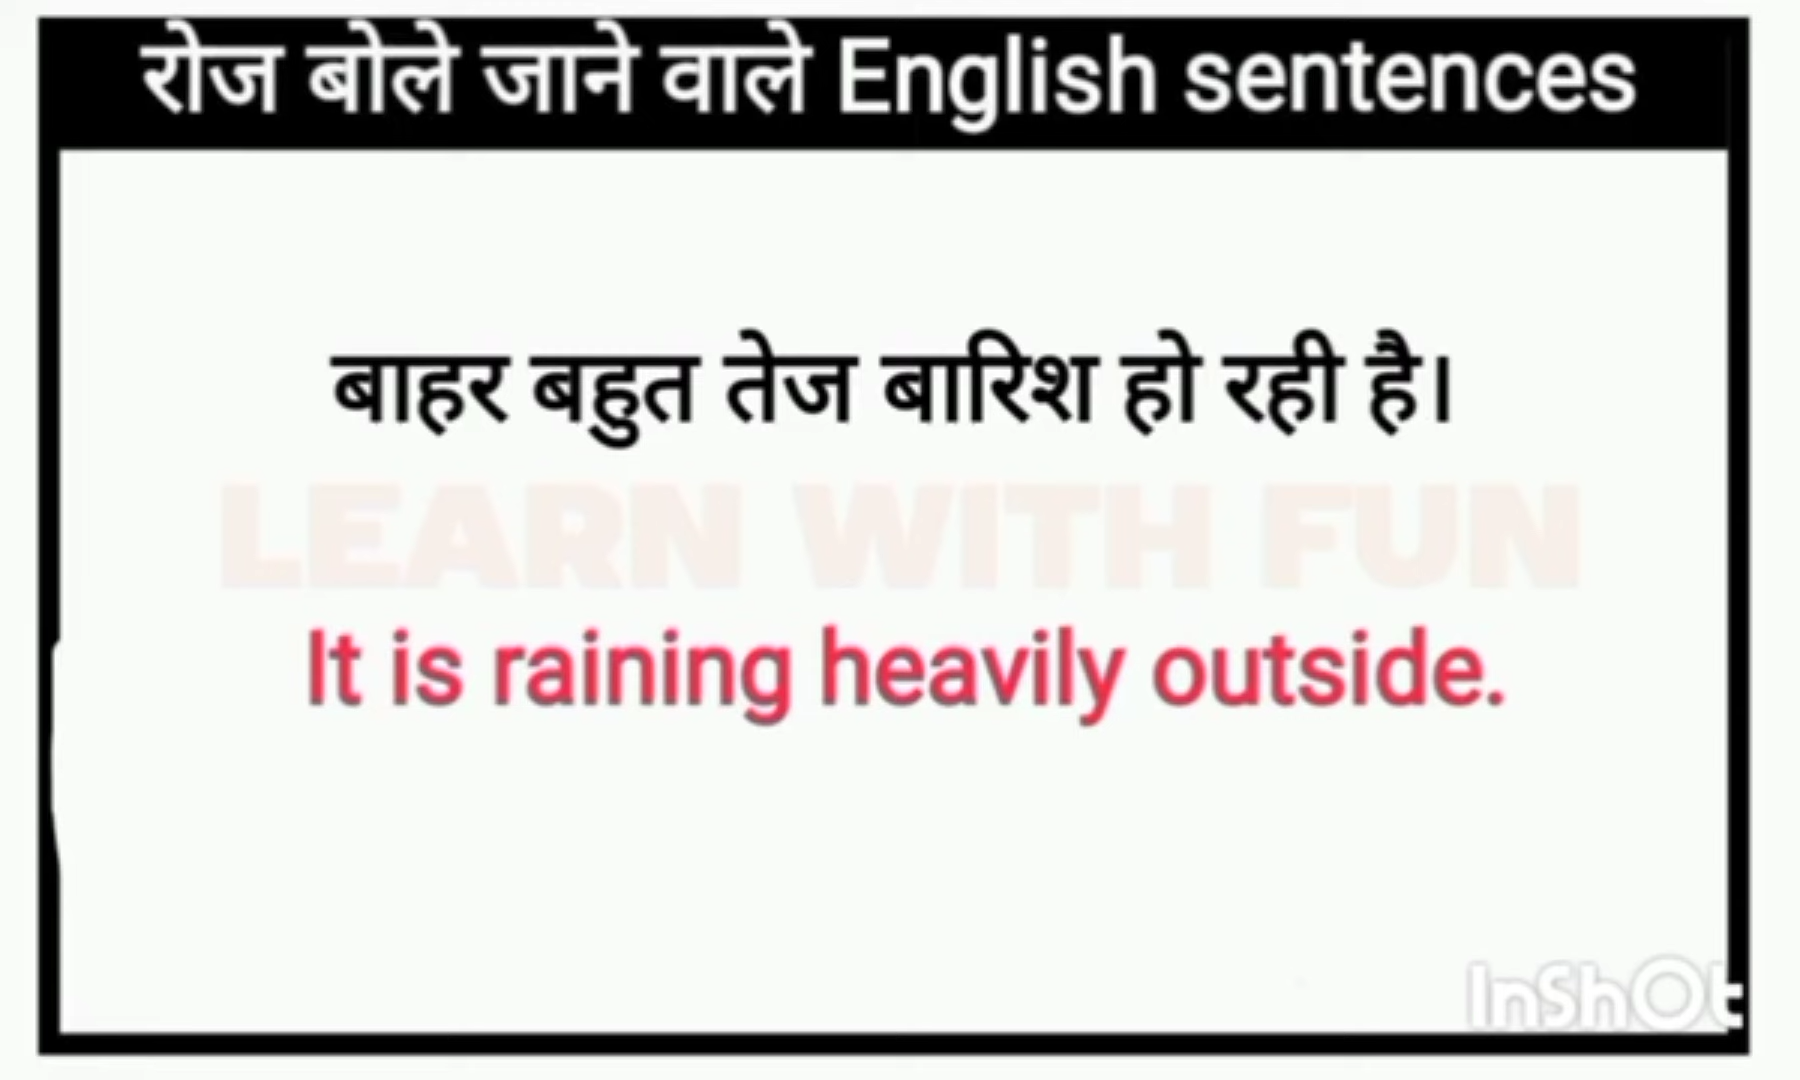 रोज बोले जाने वाले English sentences
बाहर बहुत तेज बारिश हो रही है।
LEARN WITH FUN
It is raining heavily outside.
InShOt